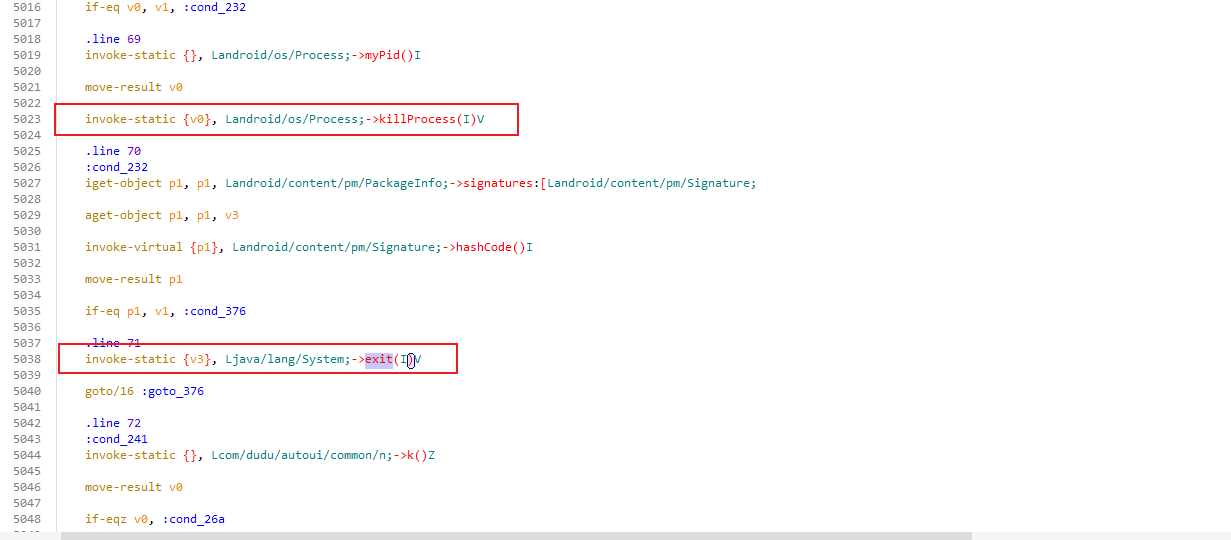 5016 if-eq v0, v1, :cond_232
5017
5018 .line 69
5019 invoke-static {}, Landroid/os/Process;->myPid()I
5020
5021 move-result v0
5022
5023 invoke-static {v0}, Landroid/os/Process;->killProcess(I)V
5024
5025 .line 70
5026 :cond_232
5027 iget-object p1, p1, Landroid/content/pm/PackageInfo;->signatures:[Landroid/content/pm/Signature;
5028
5029 aget-object p1, p1, v3
5030
5031 invoke-virtual {p1}, Landroid/content/pm/Signature;->hashCode()I
5032
5033 move-result p1
5034
5035 if-eq p1, v1, :cond_376
5036
5037 .line 71
5038 invoke-static {v3}, Ljava/lang/System;->exit(I)V
5039
5040 goto/16 :goto_376
5041
5042 .line 72
5043 :cond_241
5044 invoke-static {}, Lcom/dudu/autoui/common/n;->k()Z
5045
5046 move-result v0
5047
5048 if-eqz v0, :cond_26a